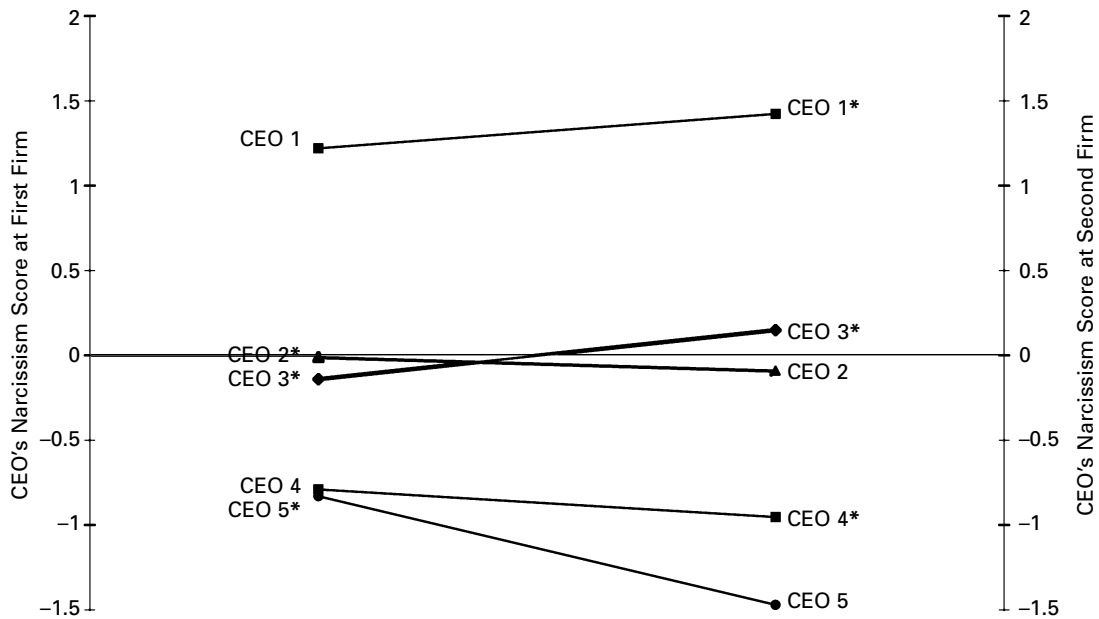 CEO's Narcissism Score at First Firm
2
1.5
1
0.5
0
–0.5
–1
–1.5
CEO 1
CEO 2*
CEO 3*
CEO 4
CEO 5*
CEO 1*
CEO 3*
CEO 2
CEO 4*
CEO 5
2
1.5
1
0.5
0
–0.5
–1
–1.5
CEO's Narcissism Score at Second Firm